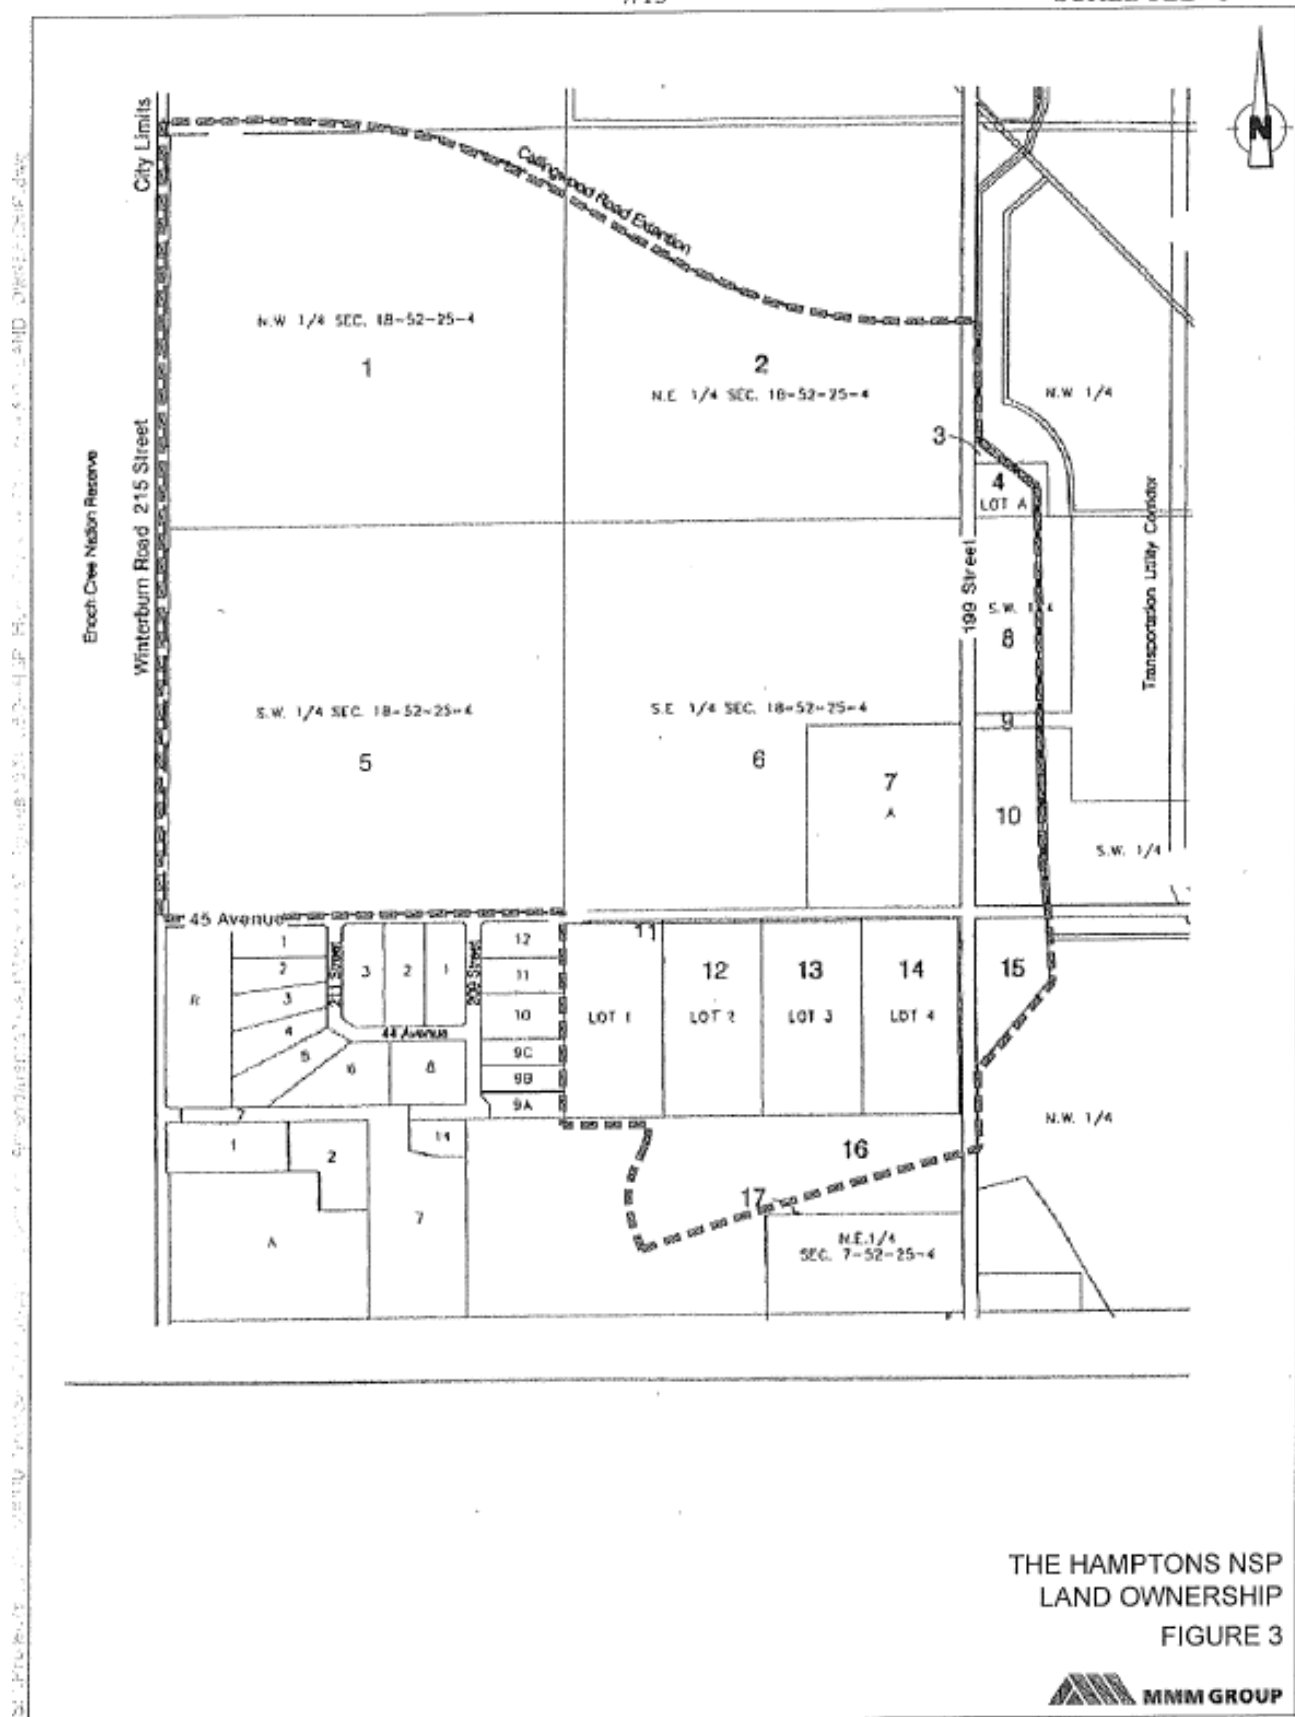 City Limits
N
Collingwood Road Extention
N.W 1/4 SEC. 18-52-25-4
1
2
N.E 1/4 SEC. 18-52-25-4
N.W 1/4
3
4
LOT A
Enoch Cree Nation Reserve
Winterburn Road 215 Street
199 Street
Transportation Utility Corridor
S.W. 1/4
8
S.W. 1/4 SEC. 18-52-25-4
5
S.E 1/4 SEC. 18-52-25-4
6
9
7
A
10
S.W. 1/4
45 Avenue
R
1
2
3
4
5
6
211 Street
3
2
1
209 Street
44 Avenue
8
12
11
10
9C
9B
9A
11
LOT 1
12
LOT 2
13
LOT 3
14
LOT 4
15
N.W. 1/4
1
2
A
14
7
16
17
N.E.1/4
SEC. 7-52-25-4
THE HAMPTONS NSP
LAND OWNERSHIP
FIGURE 3
MMM GROUP